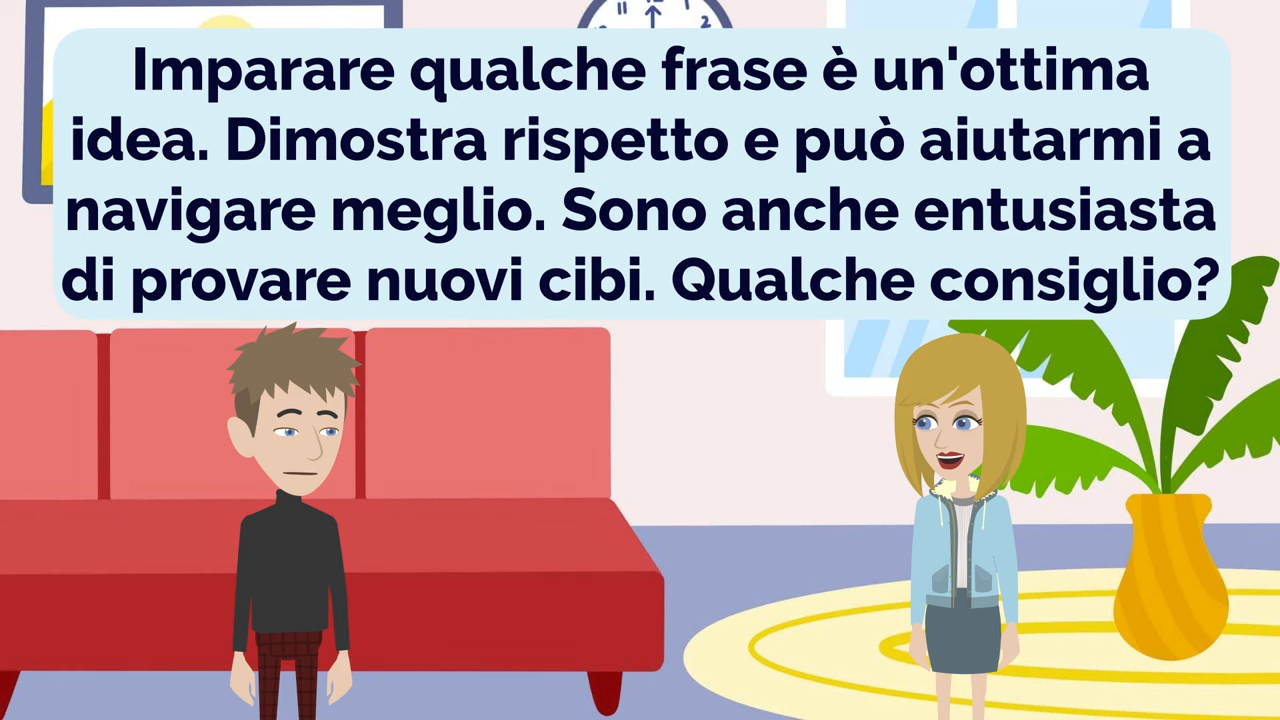 Imparare qualche frase è un'ottima
idea. Dimostra rispetto e può aiutarmi a
navigare meglio. Sono anche entusiasta
di provare nuovi cibi. Qualche consiglio?